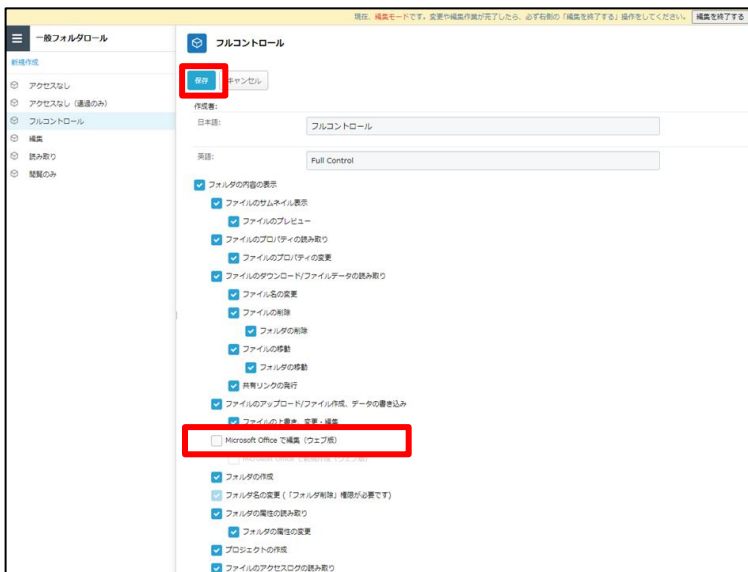 現在、編集モードです。変更や編集作業が完了したら、必ず右側の「編集を終了する」操作をしてください。 編集を終了する
一般フォルダロール
新規作成
アクセスなし
アクセスなし（通過のみ）
フルコントロール
編集
読み取り
閲覧のみ
フルコントロール
保存 キャンセル
作成者:
日本語: フルコントロール
英語: Full Control
フォルダの内容の表示
ファイルのサムネイル表示
ファイルのプレビュー
ファイルのプロパティの読み取り
ファイルのプロパティの変更
ファイルのダウンロード/ファイルデータの読み取り
ファイル名の変更
ファイルの削除
フォルダの削除
ファイルの移動
フォルダの移動
共有リンクの発行
ファイルのアップロード/ファイル作成、データの書き込み
ファイルの上書き、変更・編集
Microsoft Office で編集（ウェブ版）
フォルダの作成
フォルダ名の変更 (「フォルダ削除」権限が必要です)
フォルダの属性の読み取り
フォルダの属性の変更
プロジェクトの作成
ファイルのアクセスログの読み取り